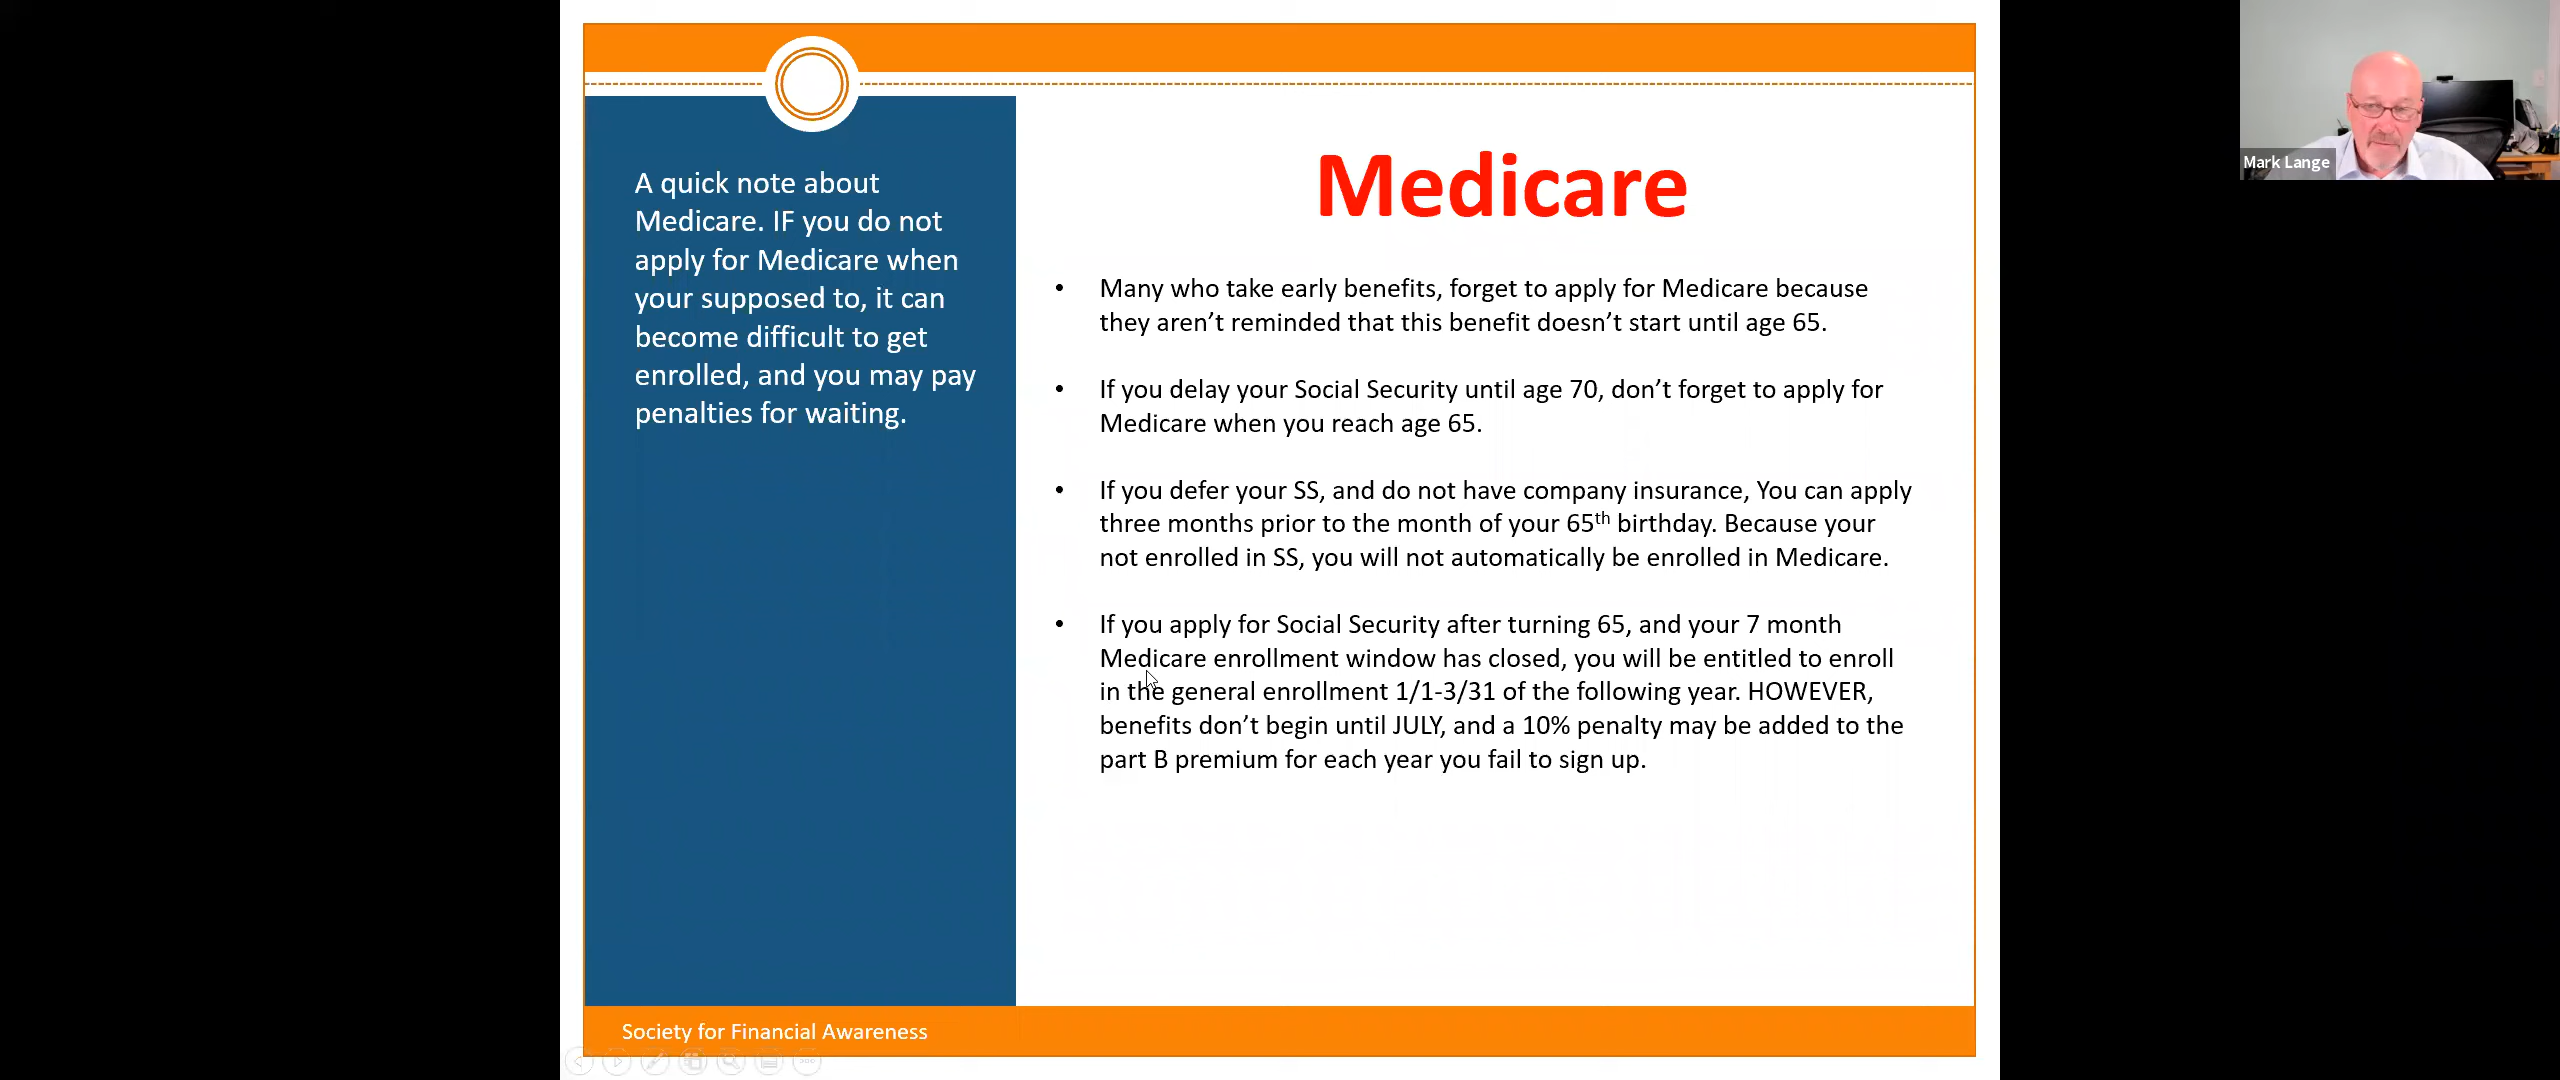 A quick note about
Medicare. IF you do not
apply for Medicare when
your supposed to, it can
become difficult to get
enrolled, and you may pay
penalties for waiting.
Medicare
• Many who take early benefits, forget to apply for Medicare because
they aren’t reminded that this benefit doesn’t start until age 65.
• If you delay your Social Security until age 70, don’t forget to apply for
Medicare when you reach age 65.
• If you defer your SS, and do not have company insurance, You can apply
three months prior to the month of your 65th birthday. Because your
not enrolled in SS, you will not automatically be enrolled in Medicare.
• If you apply for Social Security after turning 65, and your 7 month
Medicare enrollment window has closed, you will be entitled to enroll
in the general enrollment 1/1-3/31 of the following year. HOWEVER,
benefits don’t begin until JULY, and a 10% penalty may be added to the
part B premium for each year you fail to sign up.
Society for Financial Awareness
Mark Lange